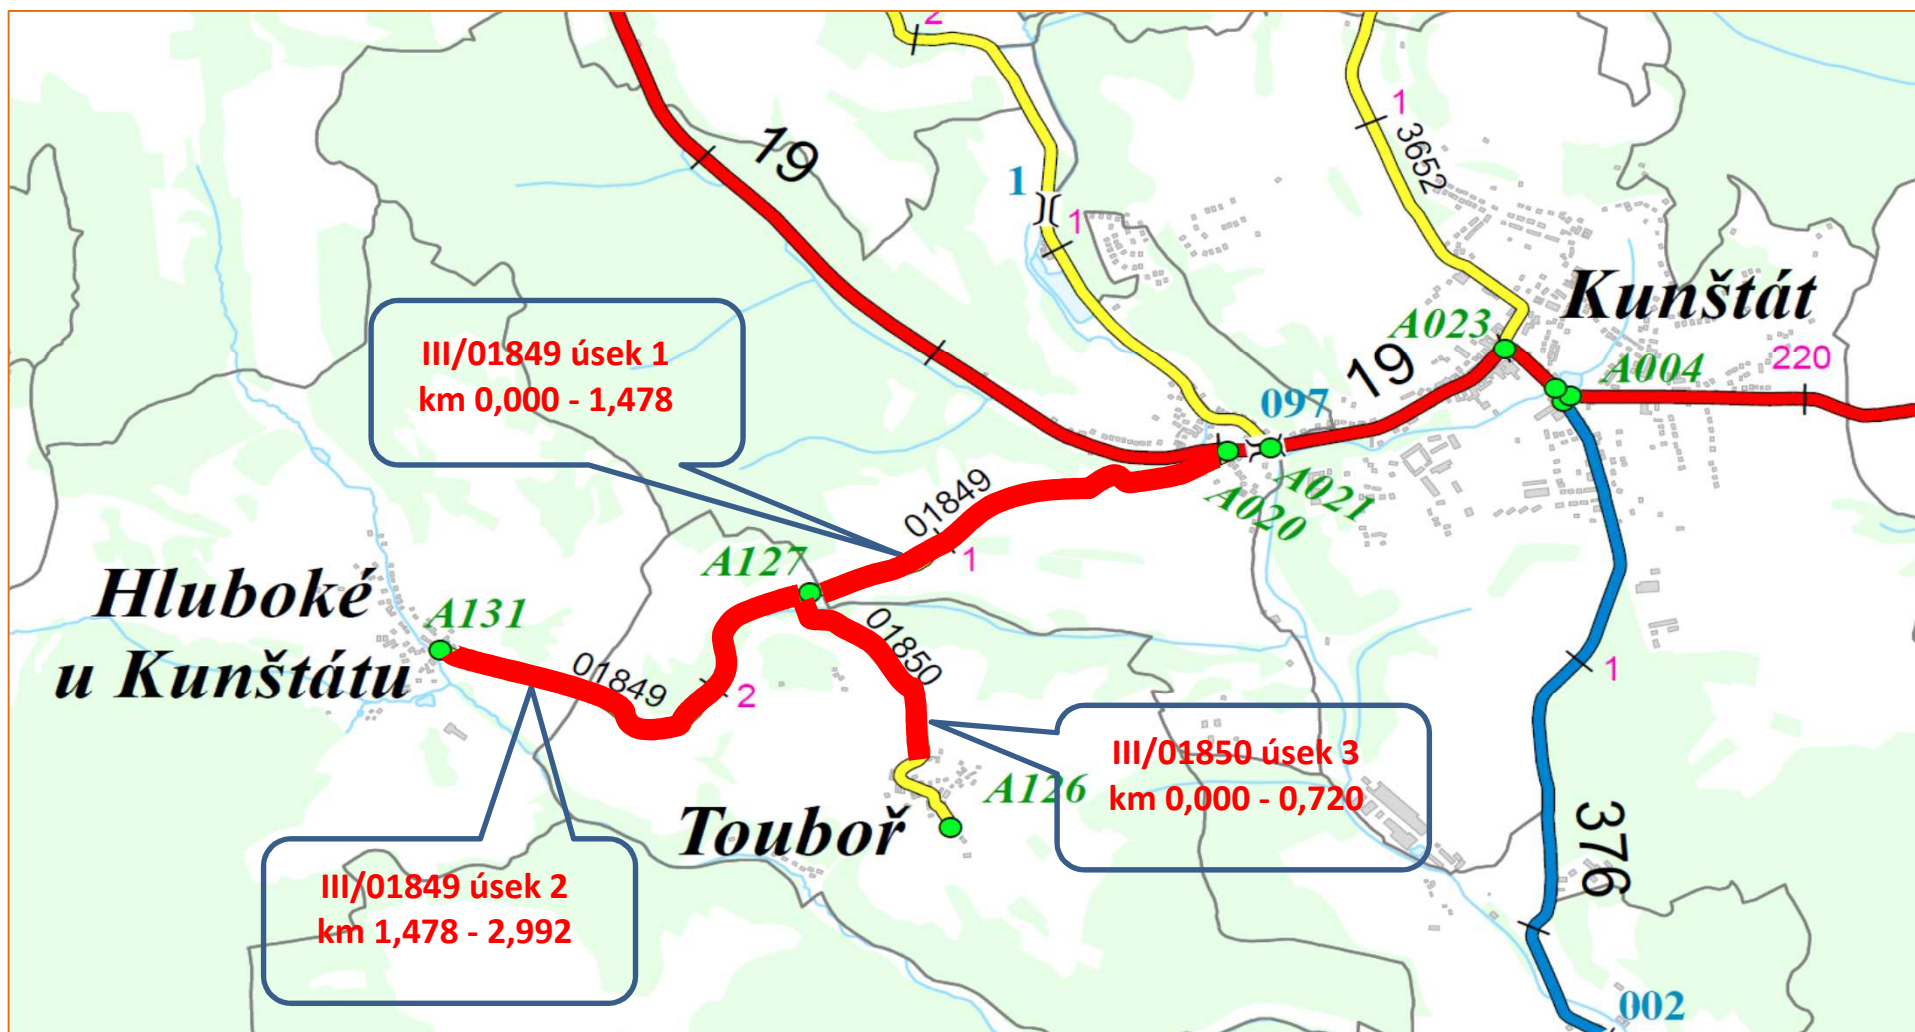 2
19
1
3652
1
1
Kunštát
A023
19
A004
220
III/01849 úsek 1
km 0,000 - 1,478
097
A021
A020
01849
1
A127
Hluboké
u Kunštátu
A131
01849
2
01850
III/01850 úsek 3
km 0,000 - 0,720
A126
Touboř
1
376
III/01849 úsek 2
km 1,478 - 2,992
002